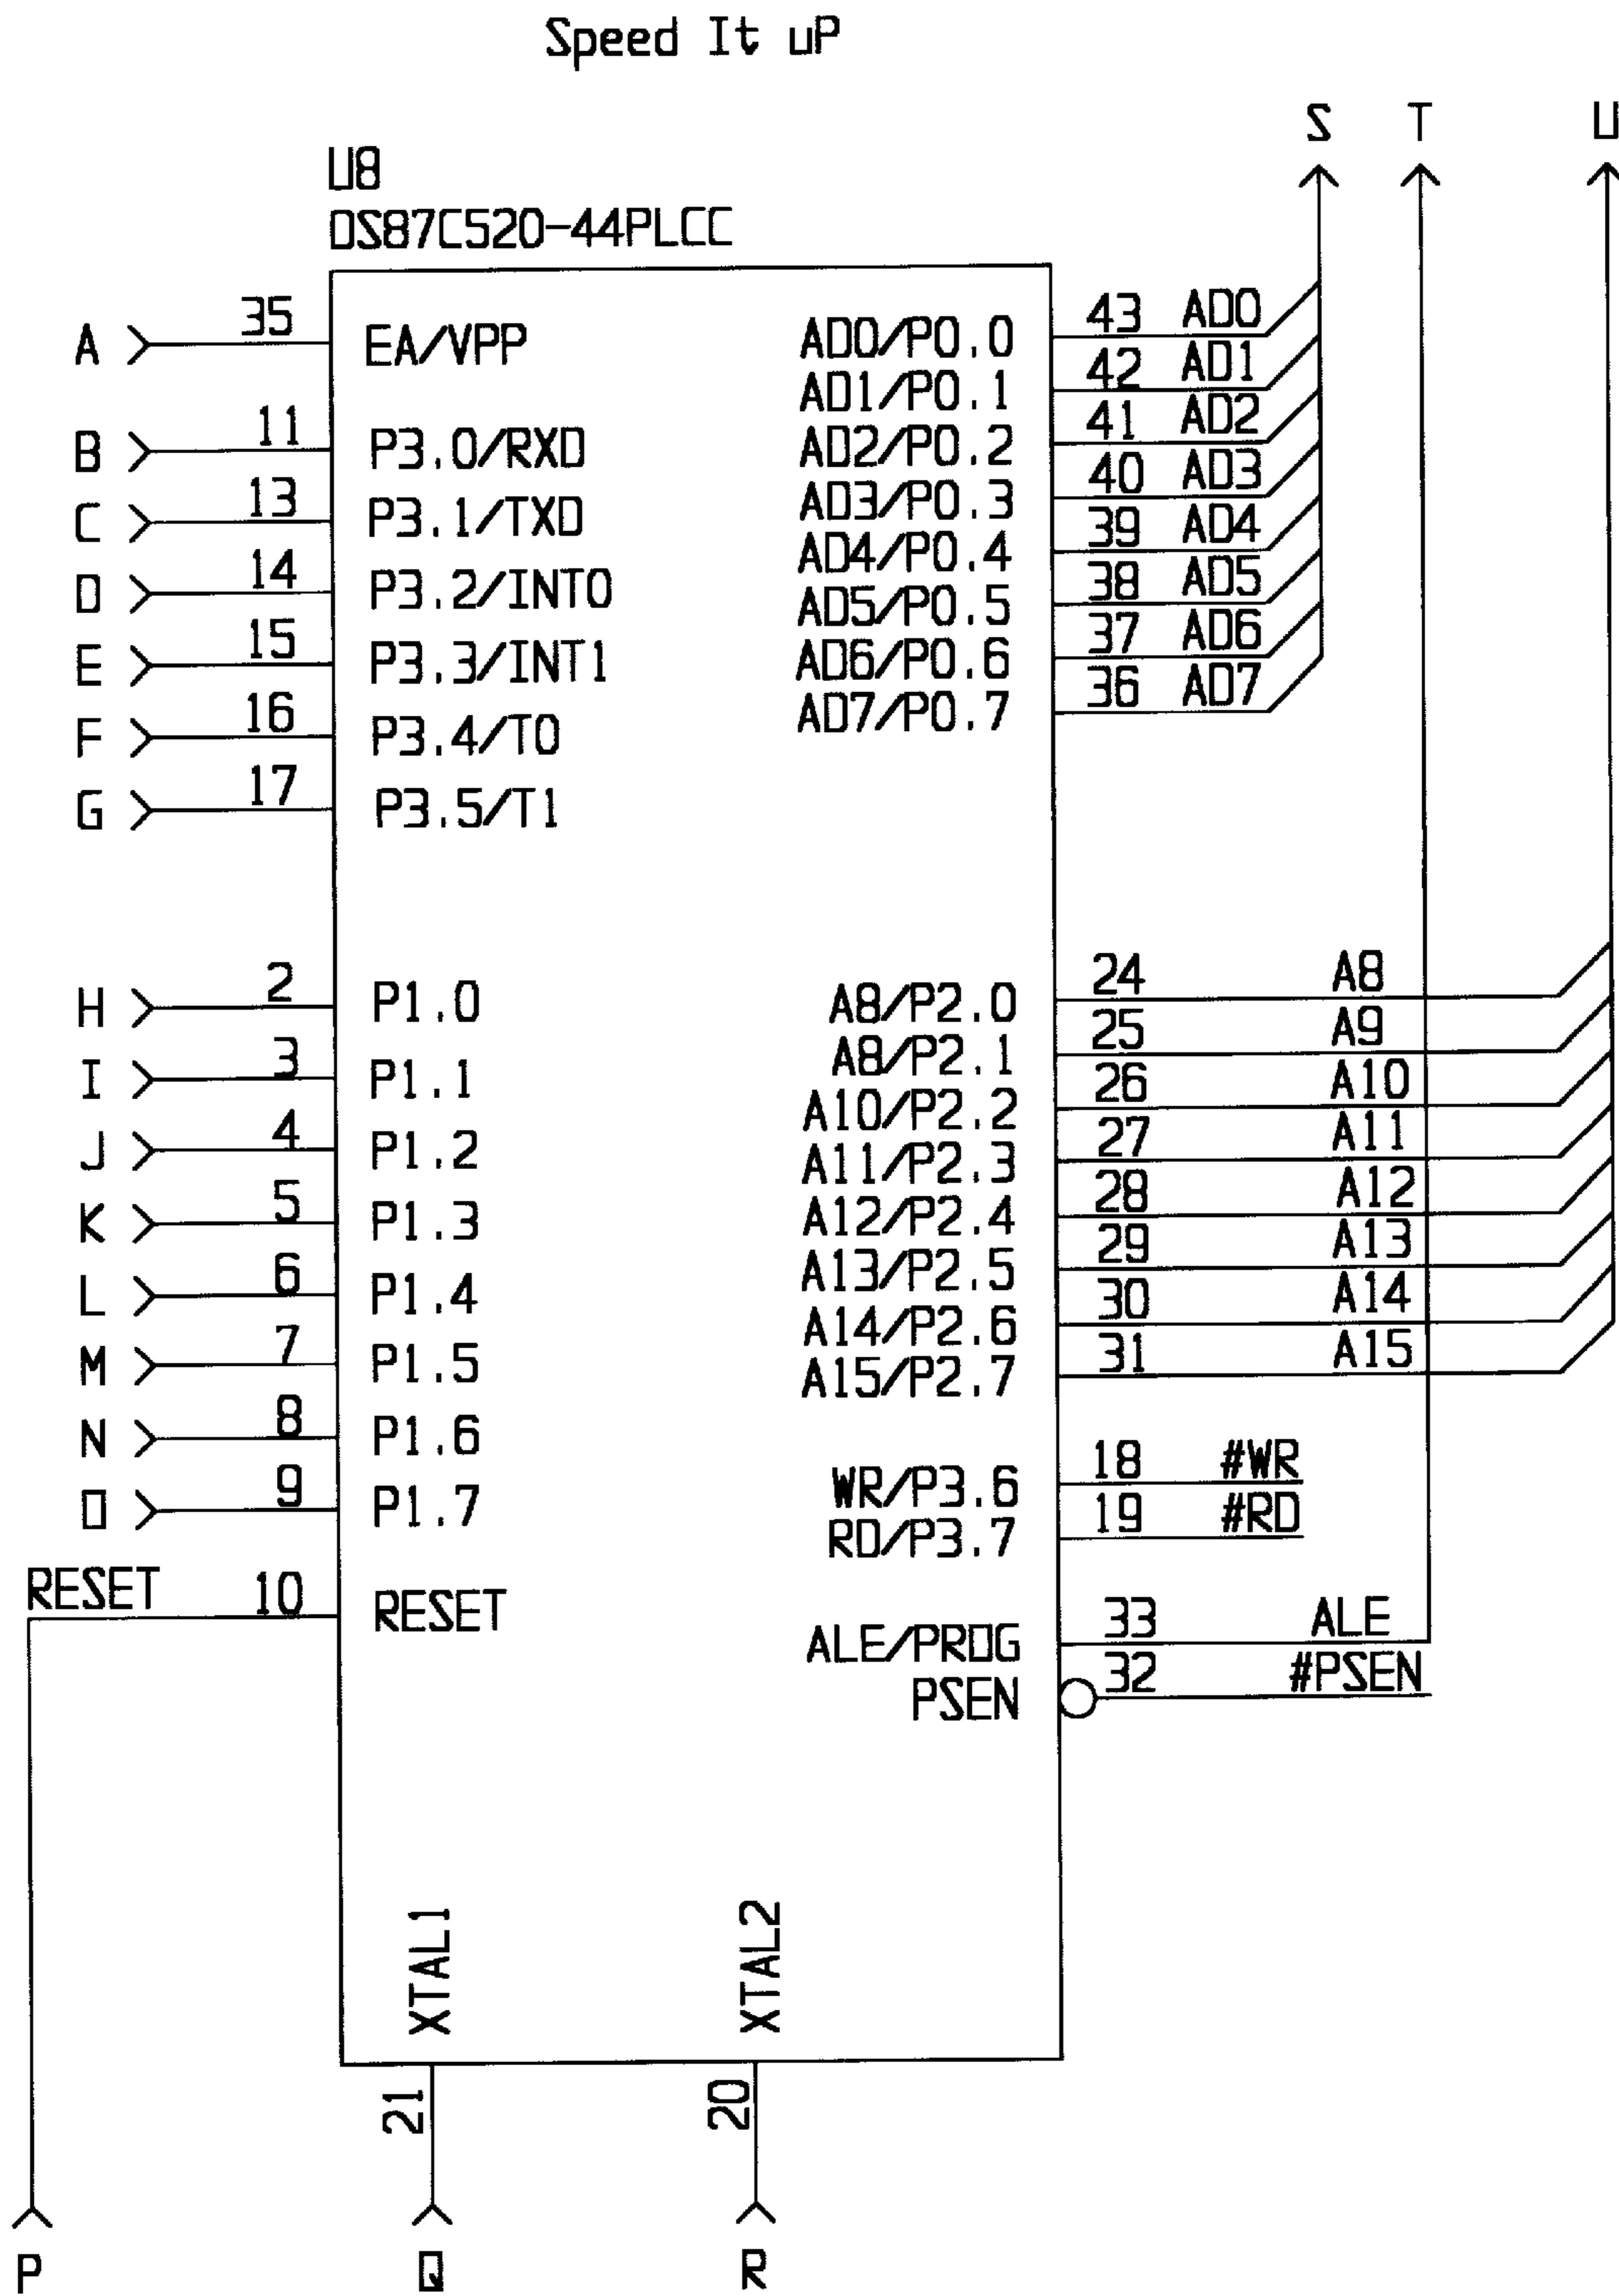 Speed It uP
S T U
U8
DS87C520-44PLCC
A 35 EA/VPP AD0/P0.0 43 AD0
AD1/P0.1 42 AD1
B 11 P3.0/RXD AD2/P0.2 41 AD2
AD3/P0.3 40 AD3
C 13 P3.1/TXD AD4/P0.4 39 AD4
D 14 P3.2/INT0 AD5/P0.5 38 AD5
E 15 P3.3/INT1 AD6/P0.6 37 AD6
F 16 P3.4/T0 AD7/P0.7 36 AD7
G 17 P3.5/T1
H 2 P1.0 A8/P2.0 24 A8
A8/P2.1 25 A9
I 3 P1.1 A10/P2.2 26 A10
J 4 P1.2 A11/P2.3 27 A11
K 5 P1.3 A12/P2.4 28 A12
A13/P2.5 29 A13
L 6 P1.4 A14/P2.6 30 A14
M 7 P1.5 A15/P2.7 31 A15
N 8 P1.6
WR/P3.6 18 #WR
O 9 P1.7 RD/P3.7 19 #RD
RESET 10 RESET
ALE/PROG 33 ALE
PSEN 32 #PSEN
XTAL1 XTAL2
21 20
P Q R